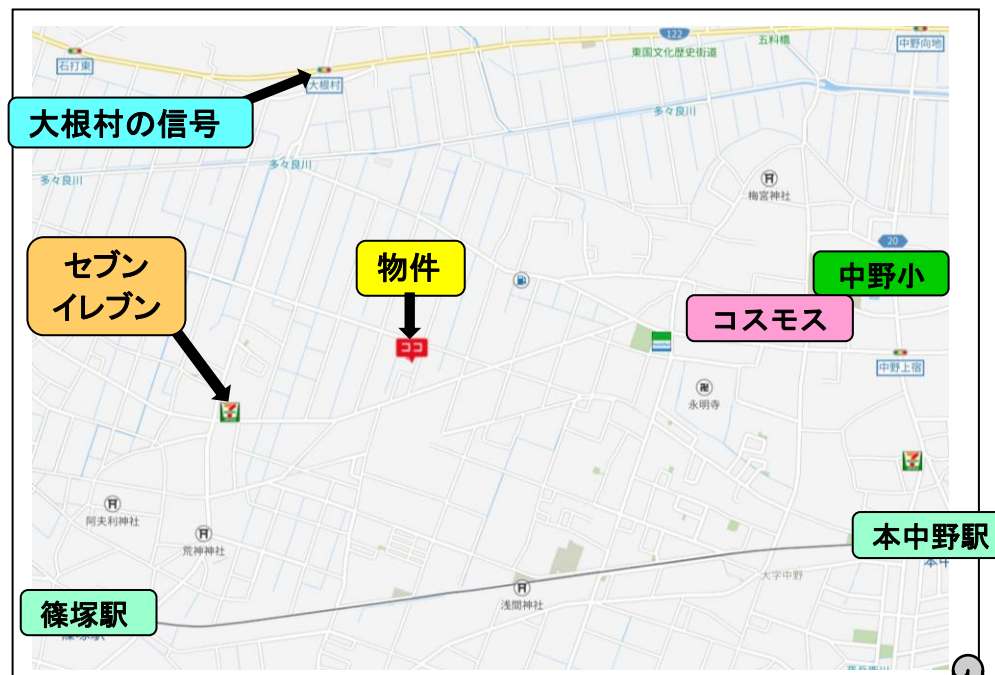 122
東国文化歴史街道
五料橋
中野向地
石打東
大根村
大根村の信号
多々良川
多々良川
多々良川
梅宮神社
20
セブン
イレブン
物件
中野小
コスモス
ココ
中野上宿
永明寺
7
7
阿夫利神社
荒神神社
本中野駅
本中
大字中野
浅間神社
篠塚駅